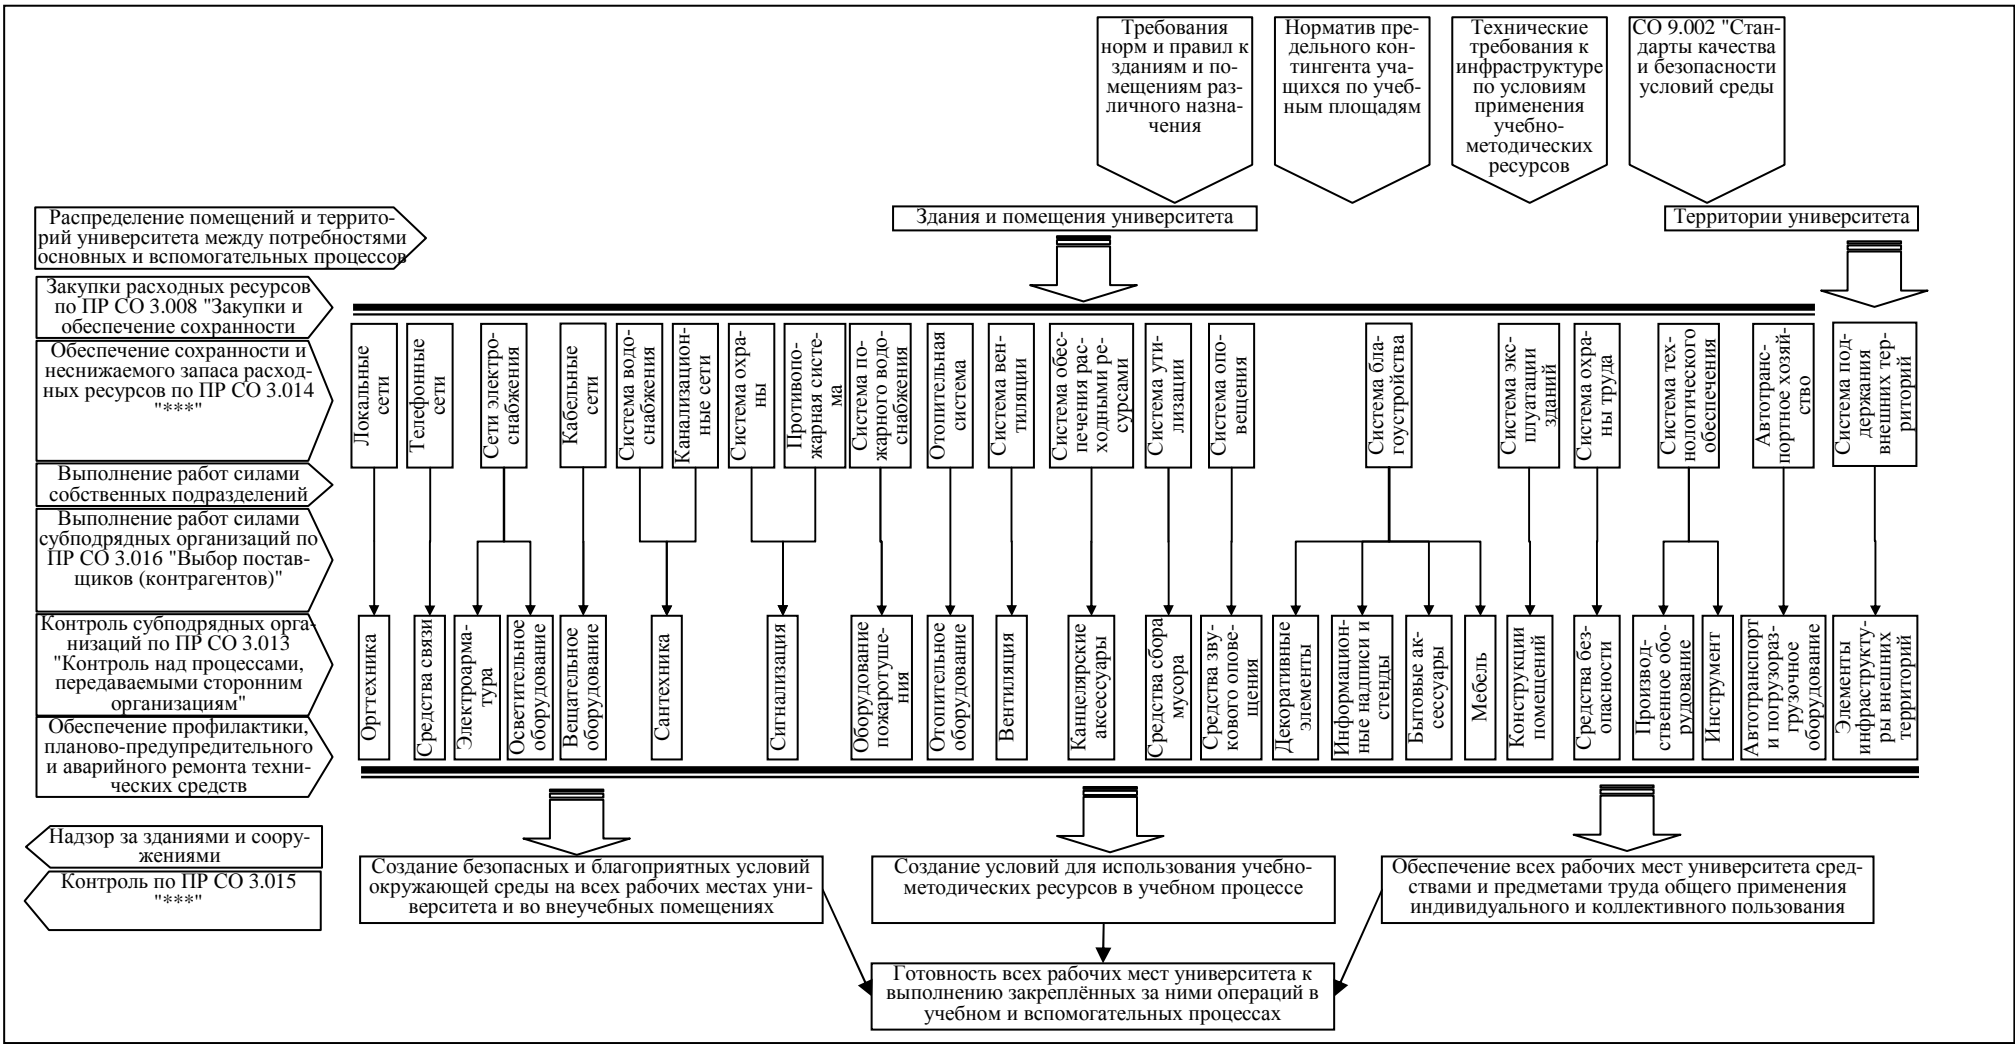 Требования
норм и правил к
зданиям и по-
мещениям раз-
личного назна-
чения
Норматив пре-
дельного кон-
тингента уча-
щихся по учеб-
ным площадям
Технические
требования к
инфраструктуре
по условиям
применения
учебно-
методических
ресурсов
СО 9.002 "Стан-
дарты качества
и безопасности
условий среды
Здания и помещения университета
Территории университета
Распределение помещений и террито-
рий университета между потребностями
основных и вспомогательных процессов
Закупки расходных ресурсов
по ПР СО 3.008 "Закупки и
обеспечение сохранности
Обеспечение сохранности и
неснижаемого запаса расход-
ных ресурсов по ПР СО 3.014
"***"
Выполнение работ силами
собственных подразделений
Выполнение работ силами
субподрядных организаций по
ПР СО 3.016 "Выбор постав-
щиков (контрагентов)"
Контроль субподрядных орга-
низаций по ПР СО 3.013
"Контроль над процессами,
передаваемыми сторонним
организациям"
Обеспечение профилактики,
планово-предупредительного
и аварийного ремонта техни-
ческих средств
Надзор за зданиями и соору-
жениями
Контроль по ПР СО 3.015
"***"
Локальные
сети
Телефонные
сети
Сети электро-
снабжения
Кабельные
сети
Система водо-
снабжения
Канализацион-
ные сети
Система охра-
ны
Противопо-
жарная систе-
ма
Система по-
жарного водо-
снабжения
Отопительная
система
Система вен-
тиляции
Система обес-
печения рас-
ходными ре-
сурсами
Система ути-
лизации
Система опо-
вещения
Система бла-
гоустройства
Система экс-
плуатации
зданий
Система охра-
ны труда
Система тех-
нологического
обеспечения
Автотранс-
портное хозяй-
ство
Система под-
держания
внешних тер-
риторий
Оргтехника
Средства связи
Электроарма-
тура
Осветительное
оборудование
Вещательное
оборудование
Сантехника
Сигнализация
Оборудование
пожаротуше-
ния
Отопительное
оборудование
Вентиляция
Канцелярские
аксессуары
Средства сбора
мусора
Средства зву-
кового опове-
щения
Декоративные
элементы
Информацион-
ные надписи и
стенды
Бытовые ак-
сессуары
Мебель
Конструкции
помещений
Средства без-
опасности
Производ-
ственное обо-
рудование
Инструмент
Автотранспорт
и погрузораз-
грузочное
оборудование
Элементы
инфраструкту-
ры внешних
территорий
Создание безопасных и благоприятных условий
окружающей среды на всех рабочих местах уни-
верситета и во внеучебных помещениях
Создание условий для использования учебно-
методических ресурсов в учебном процессе
Обеспечение всех рабочих мест университета сред-
ствами и предметами труда общего применения
индивидуального и коллективного пользования
Готовность всех рабочих мест университета к
выполнению закреплённых за ними операций в
учебном и вспомогательных процессах